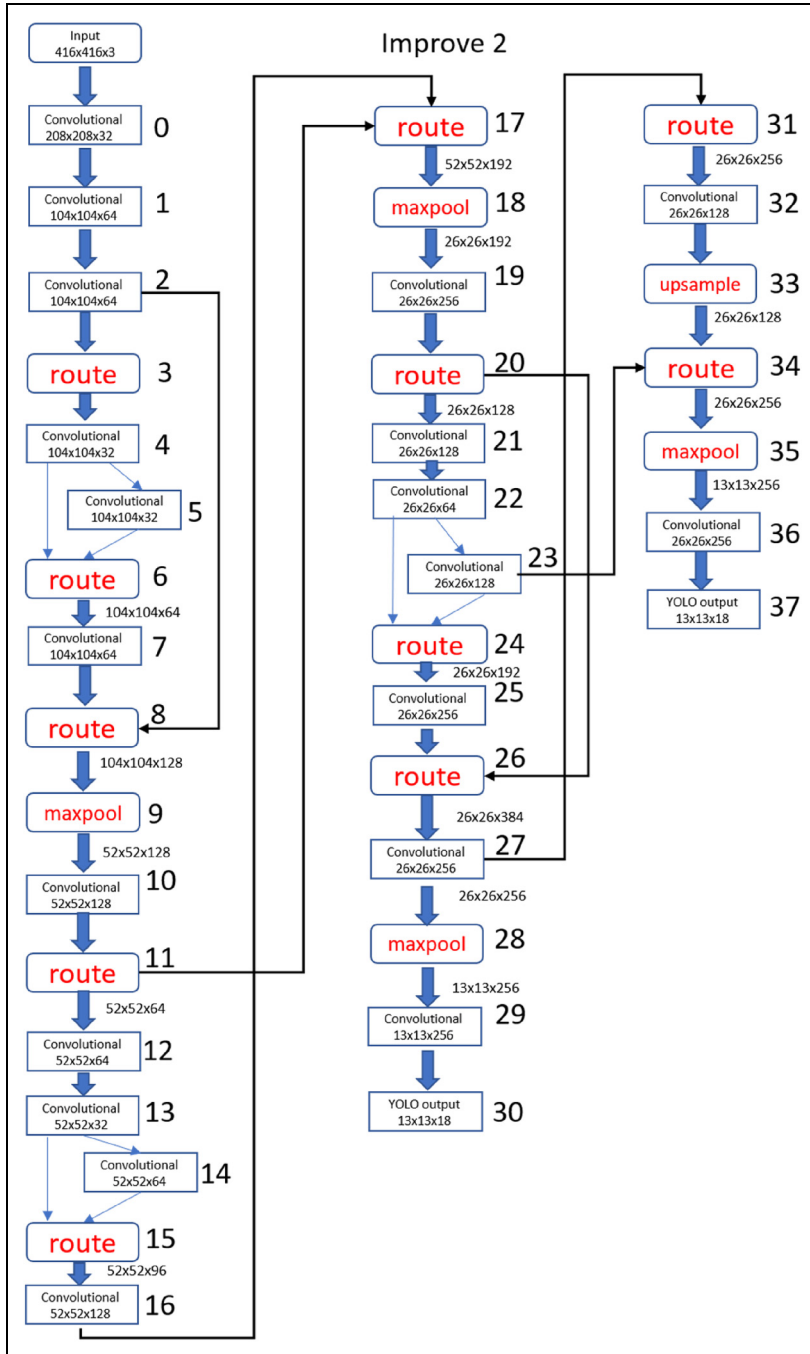 Improve 2
Input
416x416x3
Convolutional
208x208x32
0
Convolutional
104x104x64
1
Convolutional
104x104x64
2
route
3
Convolutional
104x104x32
4
Convolutional
104x104x32
5
route
6
104x104x64
Convolutional
104x104x64
7
route
8
104x104x128
maxpool
9
52x52x128
Convolutional
52x52x128
10
route
11
52x52x64
Convolutional
52x52x64
12
Convolutional
52x52x32
13
Convolutional
52x52x64
14
route
15
52x52x96
Convolutional
52x52x128
16
route
17
52x52x192
maxpool
18
26x26x192
Convolutional
26x26x256
19
route
20
26x26x128
Convolutional
26x26x128
21
Convolutional
26x26x64
22
Convolutional
26x26x128
23
route
24
26x26x192
Convolutional
26x26x256
25
route
26
26x26x384
Convolutional
26x26x256
27
26x26x256
maxpool
28
13x13x256
Convolutional
13x13x256
29
YOLO output
13x13x18
30
route
31
26x26x256
Convolutional
26x26x128
32
upsample
33
26x26x128
route
34
26x26x256
maxpool
35
13x13x256
Convolutional
26x26x256
36
YOLO output
13x13x18
37